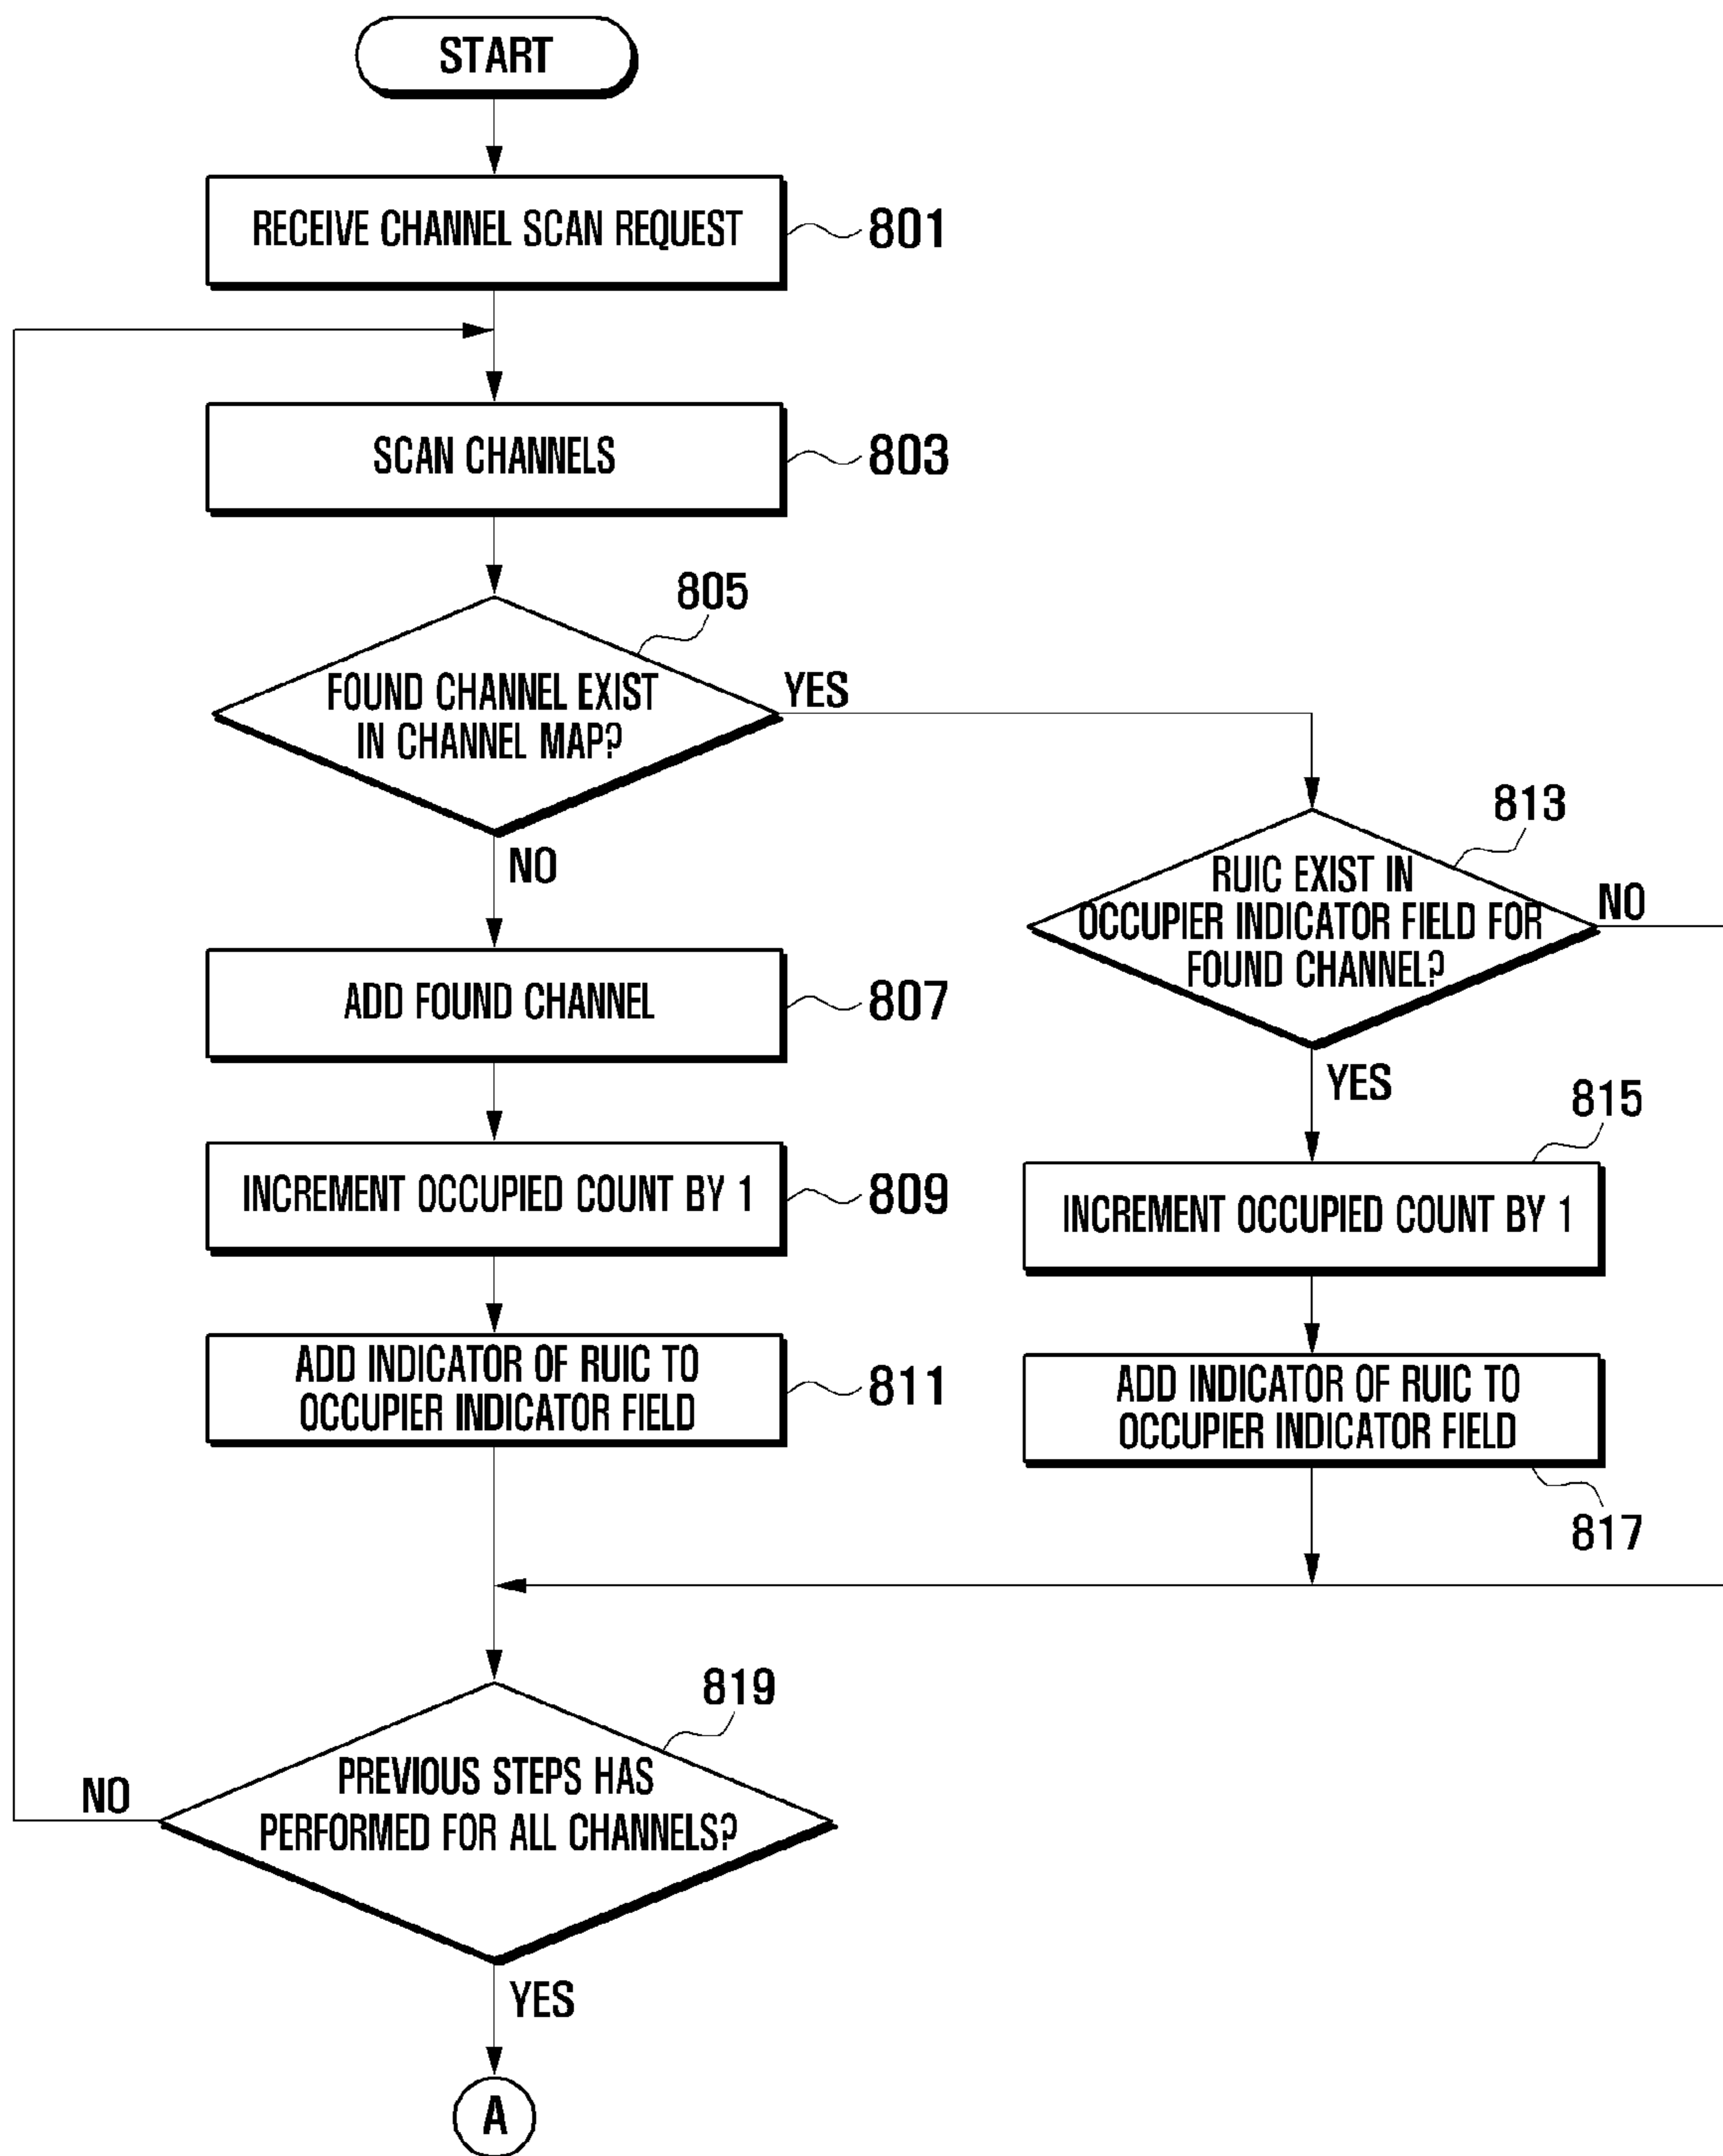 START
RECEIVE CHANNEL SCAN REQUEST
801
SCAN CHANNELS
803
805
FOUND CHANNEL EXIST
IN CHANNEL MAP?
YES
NO
813
RUIC EXIST IN
OCCUPIER INDICATOR FIELD FOR
FOUND CHANNEL?
NO
YES
ADD FOUND CHANNEL
807
815
INCREMENT OCCUPIED COUNT BY 1
809
INCREMENT OCCUPIED COUNT BY 1
ADD INDICATOR OF RUIC TO
OCCUPIER INDICATOR FIELD
811
ADD INDICATOR OF RUIC TO
OCCUPIER INDICATOR FIELD
817
819
PREVIOUS STEPS HAS
PERFORMED FOR ALL CHANNELS?
NO
YES
A